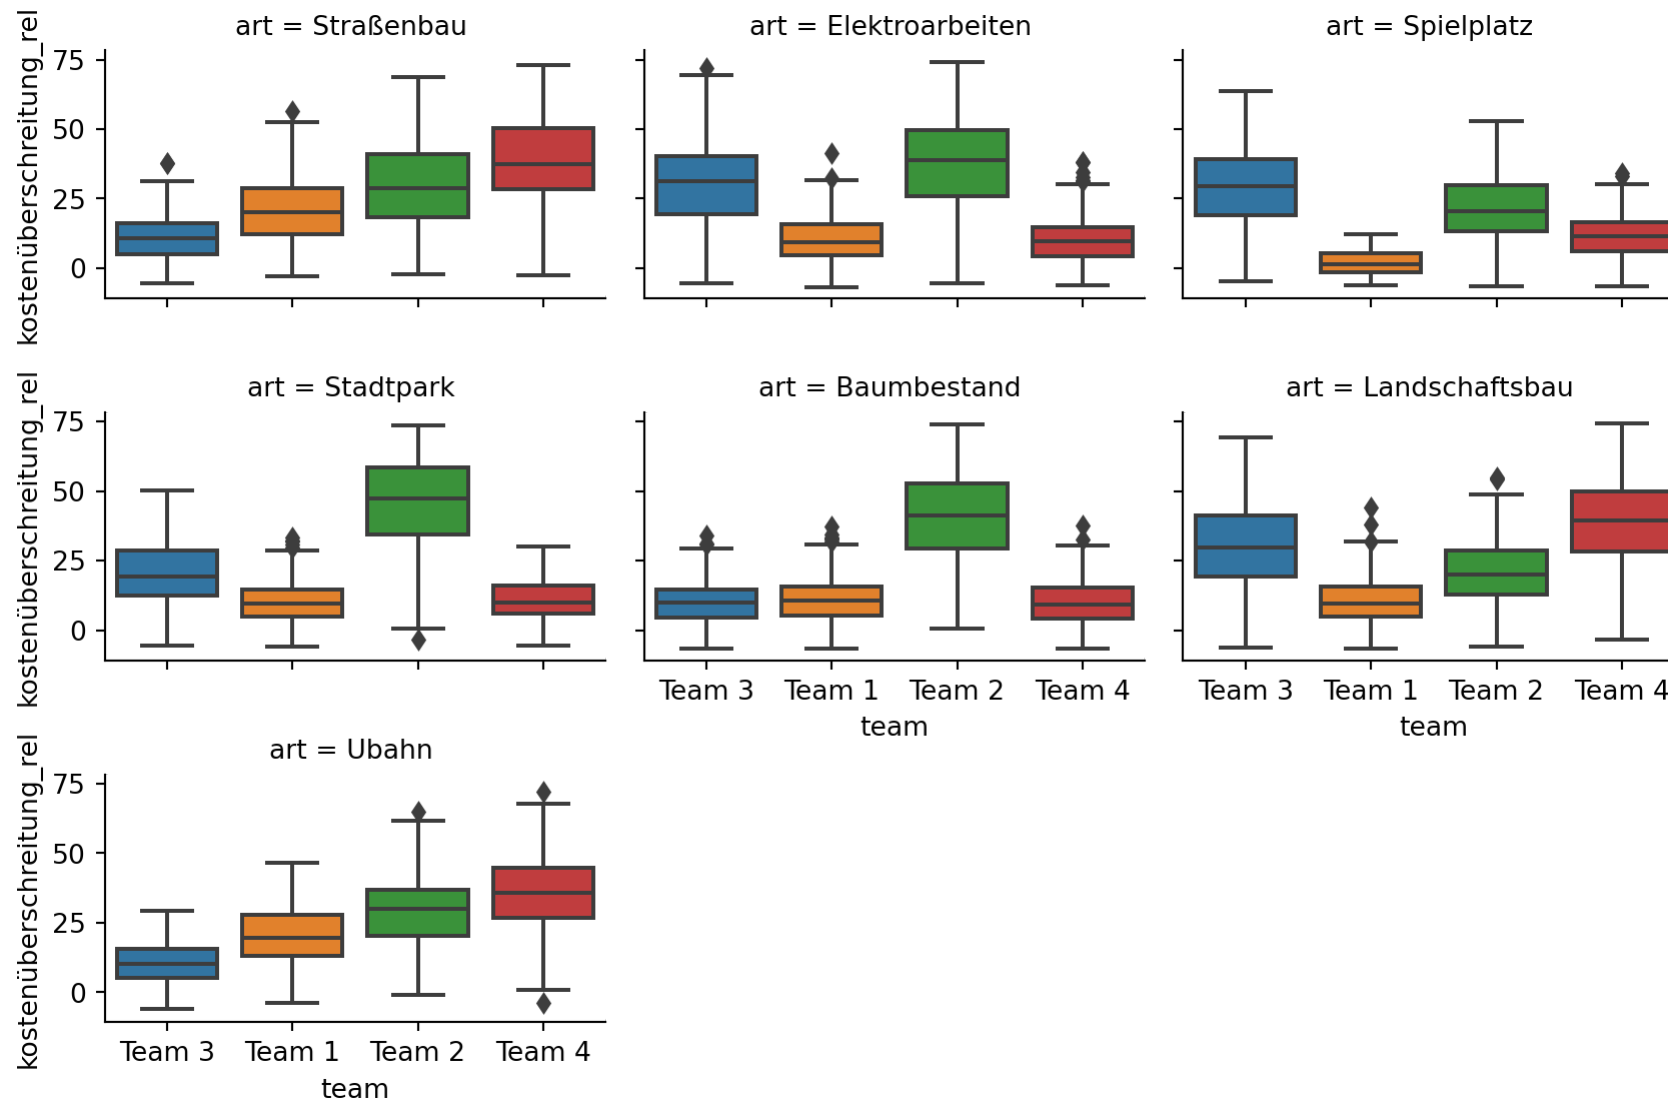 art = Straßenbau
art = Elektroarbeiten
art = Spielplatz
kostenüberschreitung_rel
75
50
25
0
art = Stadtpark
art = Baumbestand
art = Landschaftsbau
kostenüberschreitung_rel
75
50
25
0
Team 3 Team 1 Team 2 Team 4
team
Team 3 Team 1 Team 2 Team 4
team
art = Ubahn
kostenüberschreitung_rel
75
50
25
0
Team 3 Team 1 Team 2 Team 4
team